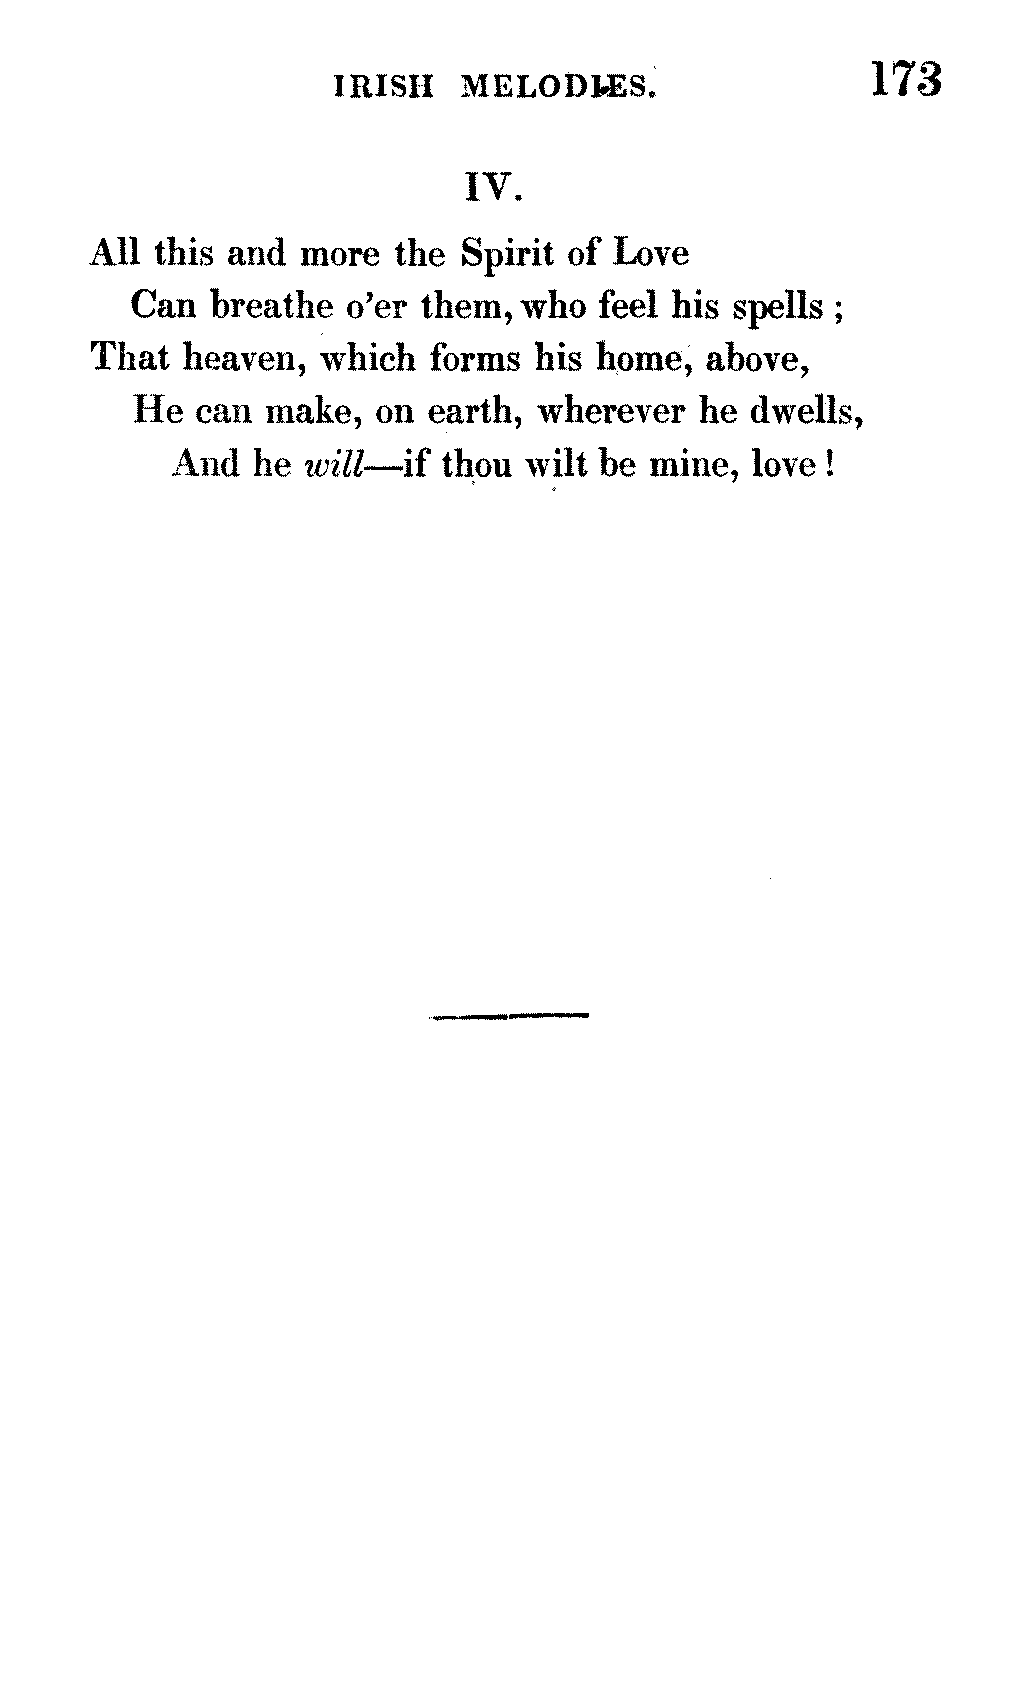 IRISH MELODIES. 173
IV.
All this and more the Spirit of Love
Can breathe o'er them, who feel his spells ;
That heaven, which forms his home, above,
He can make, on earth, wherever he dwells,
And he will—if thou wilt be mine, love !